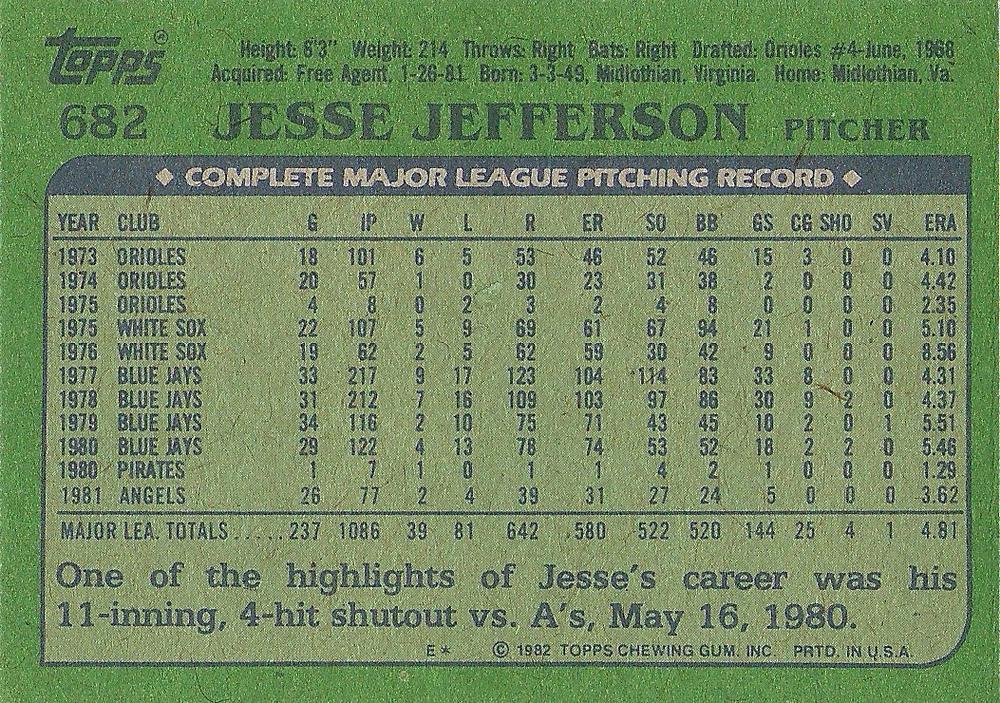 Topps®
Height: 6'3" Weight: 214 Throws: Right Bats: Right Drafted: Orioles #4-June, 1968
Acquired: Free Agent, 1-26-81. Born: 3-3-49, Midlothian, Virginia. Home: Midlothian, Va.
682 JESSE JEFFERSON PITCHER
◆ COMPLETE MAJOR LEAGUE PITCHING RECORD ◆
YEAR CLUB G IP W L R ER SO BB GS CG SHO SV ERA
1973 ORIOLES 18 101 6 5 53 46 52 46 15 3 0 0 4.10
1974 ORIOLES 20 57 1 0 30 23 31 38 2 0 0 0 4.42
1975 ORIOLES 4 8 0 2 3 2 4 8 0 0 0 0 2.35
1975 WHITE SOX 22 107 5 9 69 61 67 94 21 1 0 0 5.10
1976 WHITE SOX 19 62 2 5 62 59 30 42 9 0 0 0 8.56
1977 BLUE JAYS 33 217 9 17 123 104 114 83 33 8 0 0 4.31
1978 BLUE JAYS 31 212 7 16 109 103 97 86 30 9 2 0 4.37
1979 BLUE JAYS 34 116 2 10 75 71 43 45 10 2 0 1 5.51
1980 BLUE JAYS 29 122 4 13 78 74 53 52 18 2 2 0 5.46
1980 PIRATES 1 7 1 0 1 1 4 2 1 0 0 0 1.29
1981 ANGELS 26 77 2 4 39 31 27 24 5 0 0 0 3.62
MAJOR LEA. TOTALS ..... 237 1086 39 81 642 580 522 520 144 25 4 1 4.81
One of the highlights of Jesse's career was his
11-inning, 4-hit shutout vs. A's, May 16, 1980.
E* © 1982 TOPPS CHEWING GUM. INC. PRTD. IN U.S.A.